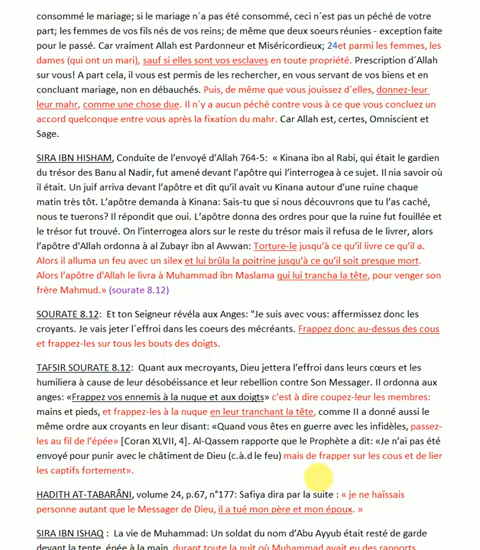 consommé le mariage; si le mariage n´a pas été consommé, ceci n´est pas un péché de votre
part; les femmes de vos fils nés de vos reins; de même que deux soeurs réunies - exception faite
pour le passé. Car vraiment Allah est Pardonneur et Miséricordieux; 24et parmi les femmes, les
dames (qui ont un mari), sauf si elles sont vos esclaves en toute propriété. Prescription d´Allah
sur vous! A part cela, il vous est permis de les rechercher, en vous servant de vos biens et en
concluant mariage, non en débauchés. Puis, de même que vous jouissez d´elles, donnez-leur
leur mahr, comme une chose due. Il n´y a aucun péché contre vous à ce que vous concluez un
accord quelconque entre vous après la fixation du mahr. Car Allah est, certes, Omniscient et
Sage.
SIRA IBN HISHAM, Conduite de l'envoyé d'Allah 764-5: « Kinana ibn al Rabi, qui était le gardien
du trésor des Banu al Nadir, fut amené devant l'apôtre qui l'interrogea à ce sujet. Il nia savoir où
il était. Un juif arriva devant l'apôtre et dit qu'il avait vu Kinana autour d'une ruine chaque
matin très tôt. L'apôtre demanda à Kinana: Sais-tu que si nous découvrons que tu l'as caché,
nous te tuerons? Il répondit que oui. L'apôtre donna des ordres pour que la ruine fut fouillée et
le trésor fut trouvé. On l'interrogea alors sur le reste du trésor mais il refusa de le livrer, alors
l'apôtre d'Allah ordonna à al Zubayr ibn al Awwan: Torture-le jusqu'à ce qu'il livre ce qu'il a.
Alors il alluma un feu avec un silex et lui brûla la poitrine jusqu'à ce qu'il soit presque mort.
Alors l'apôtre d'Allah le livra à Muhammad ibn Maslama qui lui trancha la tête, pour venger son
frère Mahmud.» (sourate 8.12)
SOURATE 8.12: Et ton Seigneur révéla aux Anges: "Je suis avec vous: affermissez donc les
croyants. Je vais jeter l´effroi dans les coeurs des mécréants. Frappez donc au-dessus des cous
et frappez-les sur tous les bouts des doigts.
TAFSIR SOURATE 8.12: Quant aux mecroyants, Dieu jettera l'effroi dans leurs cœurs et les
humiliera à cause de leur désobéissance et leur rebellion contre Son Messager. Il ordonna aux
anges: «Frappez vos ennemis à la nuque et aux doigts» c'est à dire coupez-leur les membres:
mains et pieds, et frappez-les à la nuque en leur tranchant la tête, comme Il a donné aussi le
même ordre aux croyants en leur disant: «Quand vous êtes en guerre avec les infidèles, passez-
les au fil de l'épée» [Coran XLVII, 4]. Al-Qassem rapporte que le Prophète a dit: «Je n'ai pas été
envoyé pour punir avec le châtiment de Dieu (c.à.d le feu) mais de frapper sur les cous et de lier
les captifs fortement».
HADITH AT-TABARÂNI, volume 24, p.67, n°177: Safiya dira par la suite : « je ne haïssais
personne autant que le Messager de Dieu, il a tué mon père et mon époux. »
SIRA IBN ISHAQ : La vie de Muhammad: Un soldat du nom d'Abu Ayyub était resté de garde
devant la tente, épée à la main, durant toute la nuit où Muhammad avait eu des rapports